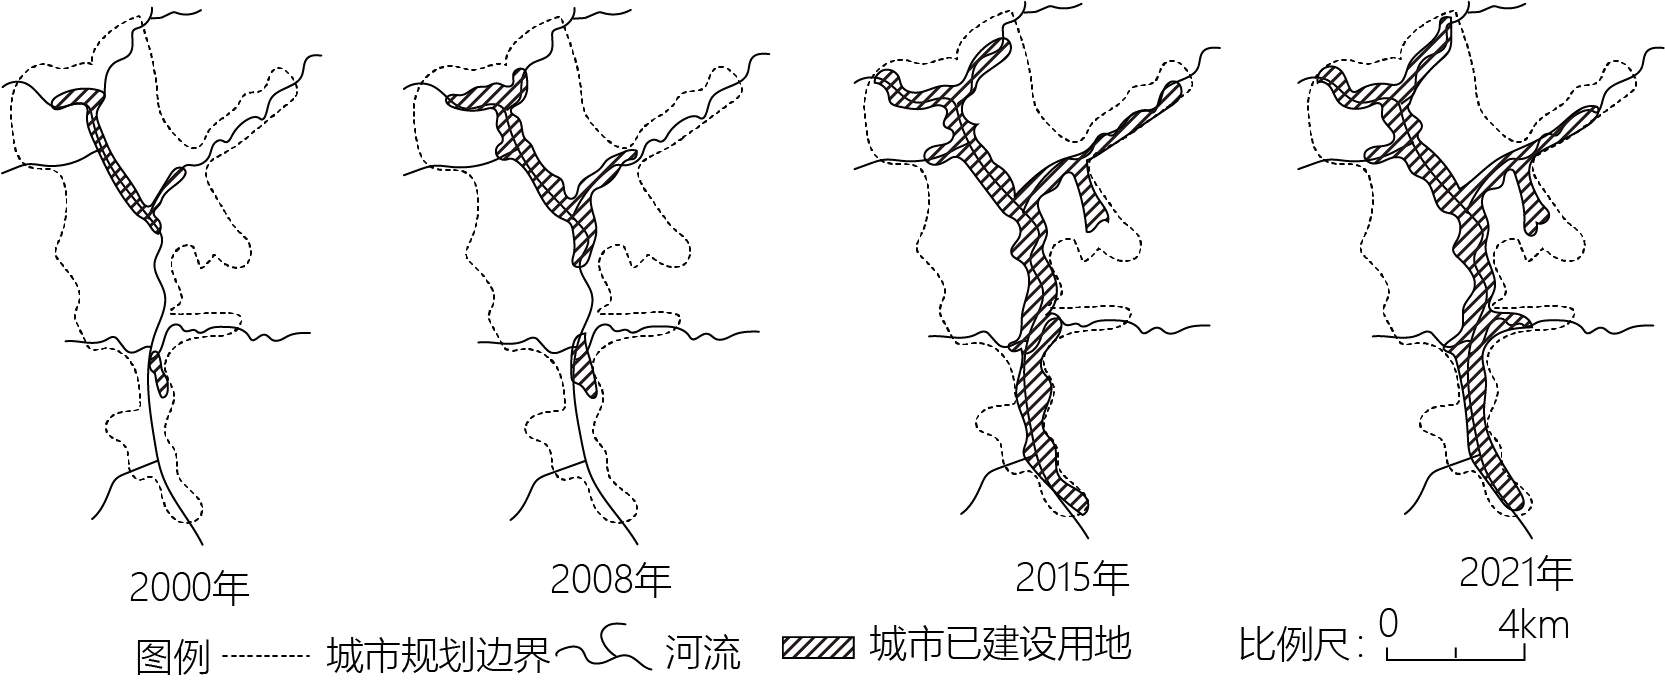 2000年
2008年
2015年
2021年
图例
城市规划边界
河流
城市已建设用地
比例尺：
0
4km